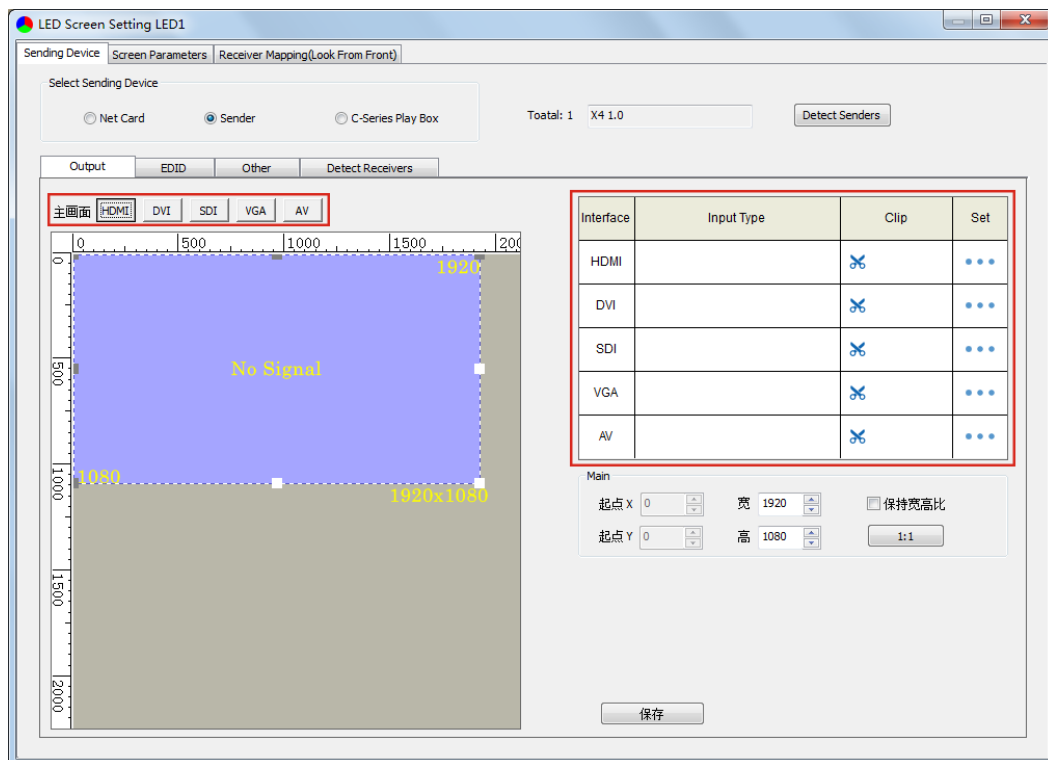 LED Screen Setting LED1
Sending Device Screen Parameters Receiver Mapping(Look From Front)
Select Sending Device
Net Card Sender C-Series Play Box Toatal: 1 X4 1.0 Detect Senders
Output EDID Other Detect Receivers
主画面 HDMI DVI SDI VGA AV
0 500 1000 1500 200
0
500
1000
1500
2000
1920
No Signal
1080
1920x1080
Interface Input Type Clip Set
HDMI
DVI
SDI
VGA
AV
Main
起点 X 0 宽 1920 保持宽高比
起点 Y 0 高 1080 1:1
保存